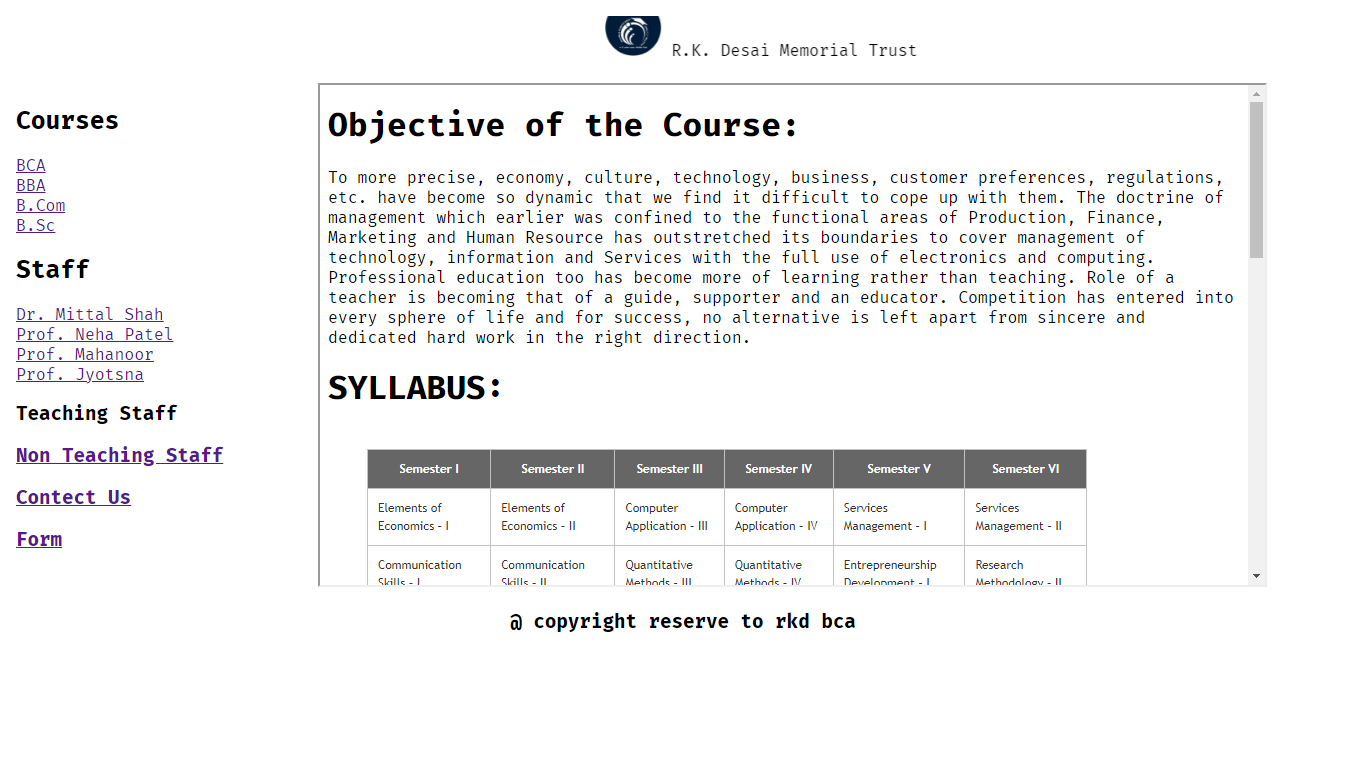 R.K. Desai Memorial Trust
Courses
BCA
BBA
B.Com
B.Sc
Staff
Dr. Mittal Shah
Prof. Neha Patel
Prof. Mahanoor
Prof. Jyotsna
Teaching Staff
Non Teaching Staff
Contect Us
Form
Objective of the Course:
To more precise, economy, culture, technology, business, customer preferences, regulations,
etc. have become so dynamic that we find it difficult to cope up with them. The doctrine of
management which earlier was confined to the functional areas of Production, Finance,
Marketing and Human Resource has outstretched its boundaries to cover management of
technology, information and Services with the full use of electronics and computing.
Professional education too has become more of learning rather than teaching. Role of a
teacher is becoming that of a guide, supporter and an educator. Competition has entered into
every sphere of life and for success, no alternative is left apart from sincere and
dedicated hard work in the right direction.
SYLLABUS:
Semester I Semester II Semester III Semester IV Semester V Semester VI
Elements of Elements of Computer Computer Services Services
Economics - I Economics - II Application - III Application - IV Management - I Management - II
Communication Communication Quantitative Quantitative Entrepreneurship Research
Skills - I Skills - II Methods - III Methods - IV Development - I Methodology - II
@ copyright reserve to rkd bca